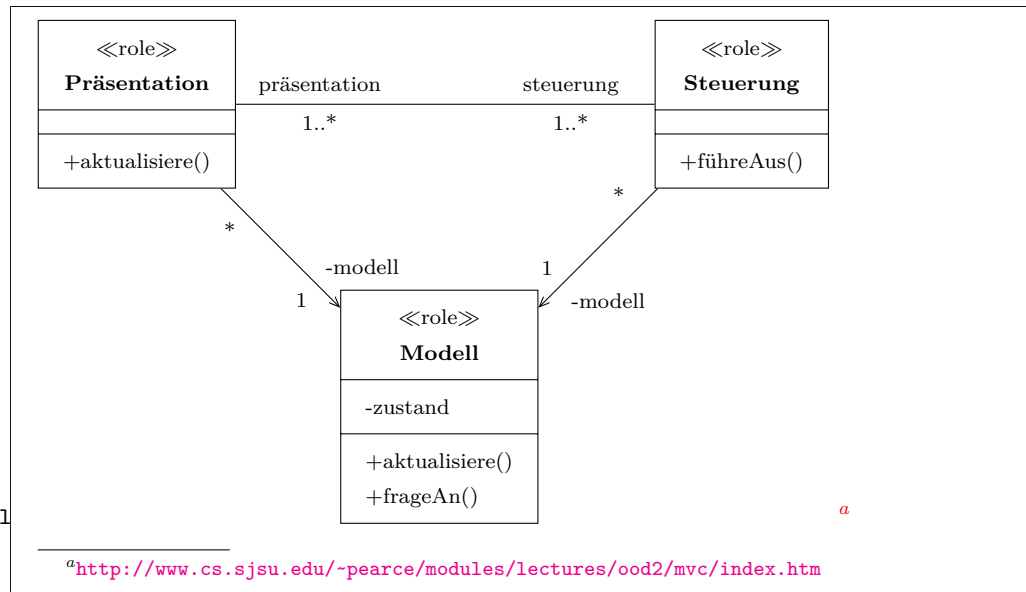 ≪role≫
Präsentation
+aktualisiere()
präsentation
1..*
steuerung
1..*
≪role≫
Steuerung
+führeAus()
*
-modell
1
*
1
-modell
≪role≫
Modell
-zustand
+aktualisiere()
+frageAn()
a
ahttp://www.cs.sjsu.edu/~pearce/modules/lectures/ood2/mvc/index.htm